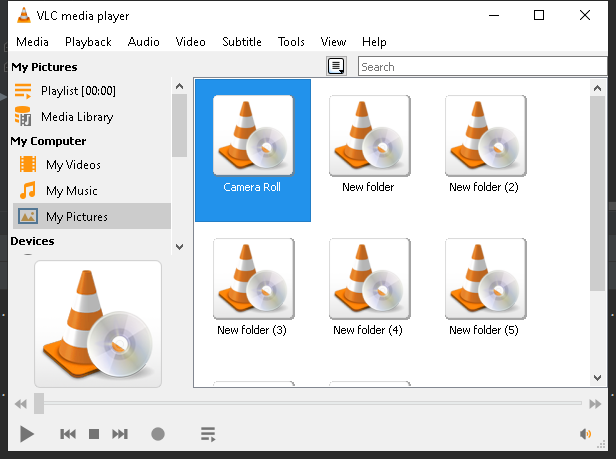 VLC media player
Media Playback Audio Video Subtitle Tools View Help
My Pictures
Search
Playlist [00:00]
Media Library
My Computer
My Videos
My Music
My Pictures
Devices
Camera Roll New folder New folder (2)
New folder (3) New folder (4) New folder (5)